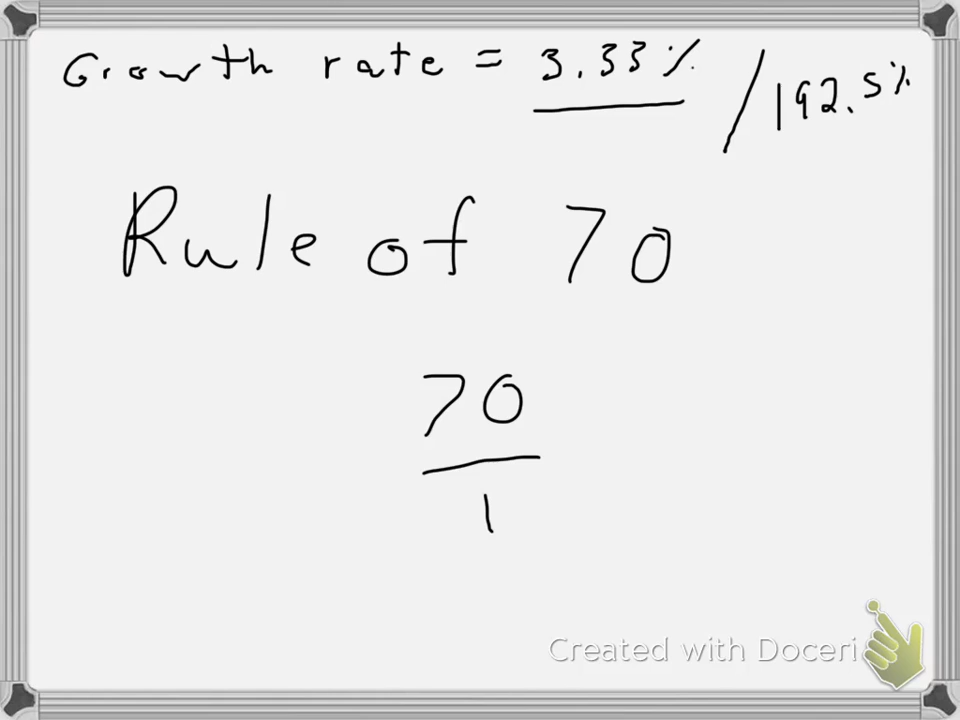 Growth rate = 3.33% / 192.5%
Rule of 70
70
1
Created with Doceri